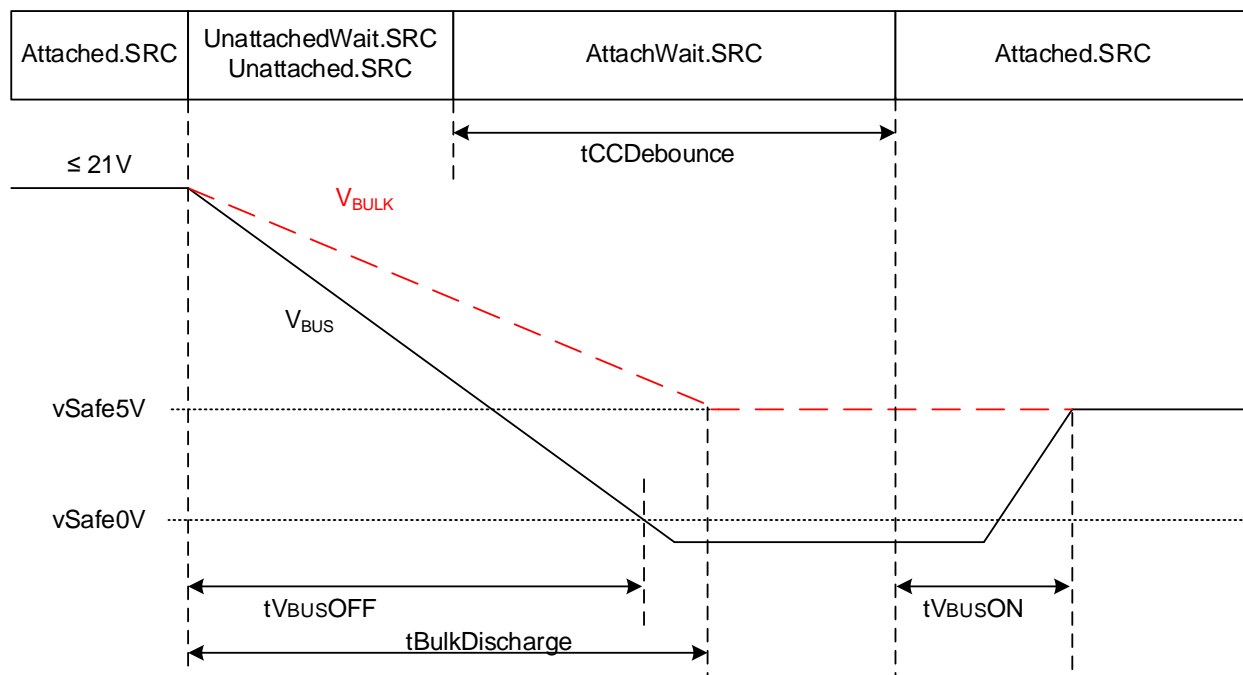 Attached.SRC
UnattachedWait.SRC
Unattached.SRC
AttachWait.SRC
Attached.SRC
tCCDebounce
≤ 21V
VBULK
VBUS
vSafe5V
vSafe0V
tVBUSOFF
tVBUSON
tBulkDischarge